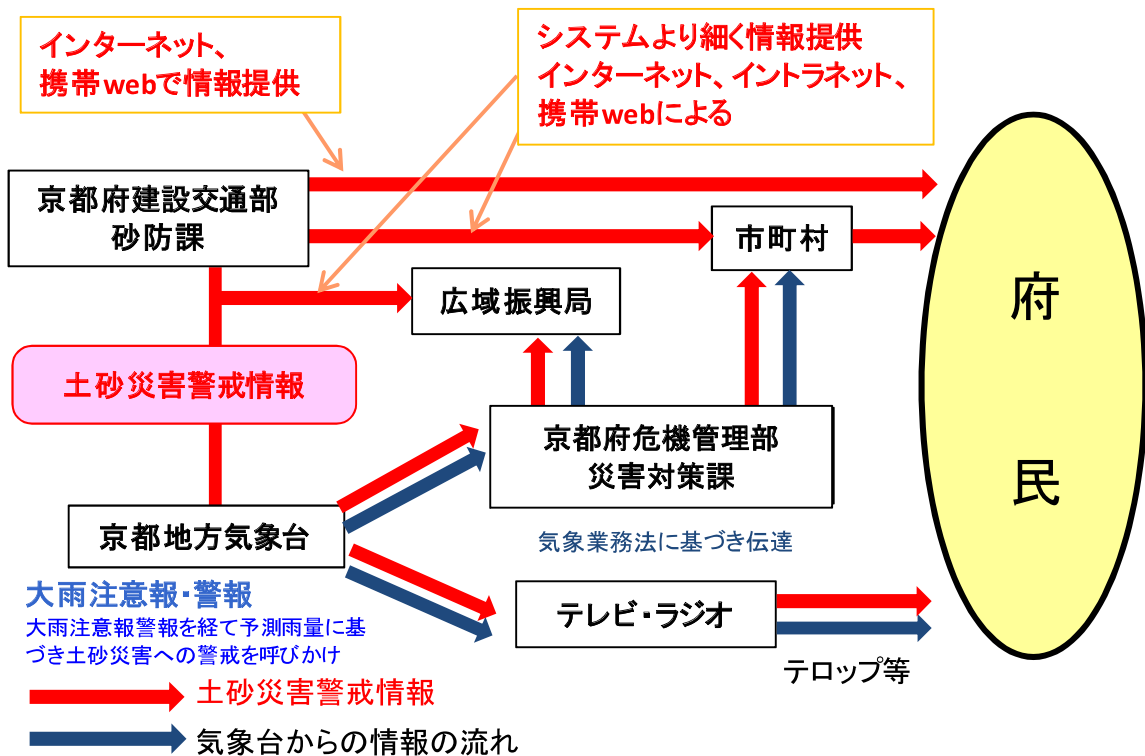 インターネット、
携帯webで情報提供
システムより細く情報提供
インターネット、イントラネット、
携帯webによる
京都府建設交通部
砂防課
市町村
広域振興局
府
民
土砂災害警戒情報
京都府危機管理部
災害対策課
京都地方気象台
気象業務法に基づき伝達
大雨注意報・警報
大雨注意報警報を経て予測雨量に基
づき土砂災害への警戒を呼びかけ
テレビ・ラジオ
テロップ等
土砂災害警戒情報
気象台からの情報の流れ